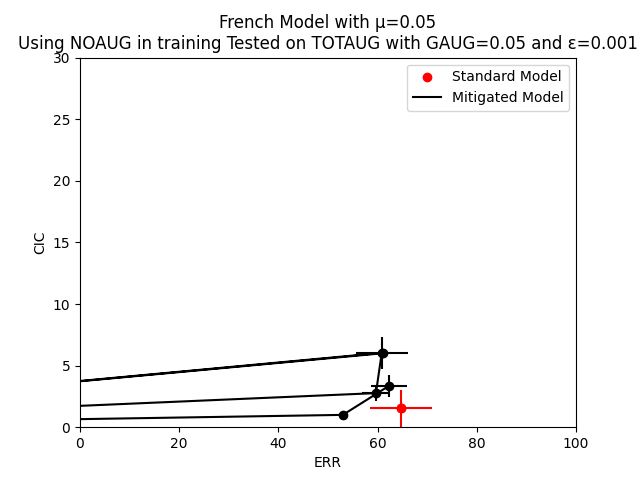 French Model with μ=0.05
Using NOAUG in training Tested on TOTAUG with GAUG=0.05 and ε=0.001
Standard Model
Mitigated Model
30
25
20
15
10
5
0
CIC
0 20 40 60 80 100
ERR